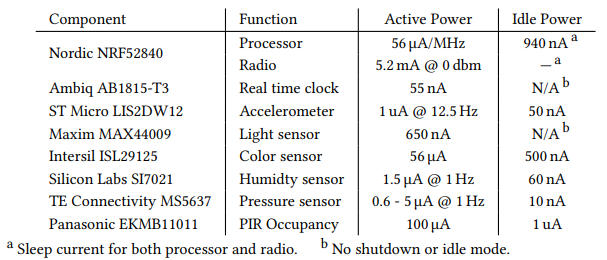 Component Function Active Power Idle Power
Nordic NRF52840 Processor 56 µA/MHz 940 nA a
Radio 5.2 mA @ 0 dbm — a
Ambiq AB1815-T3 Real time clock 55 nA N/A b
ST Micro LIS2DW12 Accelerometer 1 uA @ 12.5 Hz 50 nA
Maxim MAX44009 Light sensor 650 nA N/A b
Intersil ISL29125 Color sensor 56 µA 500 nA
Silicon Labs SI7021 Humidty sensor 1.5 µA @ 1 Hz 60 nA
TE Connectivity MS5637 Pressure sensor 0.6 - 5 µA @ 1 Hz 10 nA
Panasonic EKMB11011 PIR Occupancy 100 µA 1 uA
a Sleep current for both processor and radio. b No shutdown or idle mode.